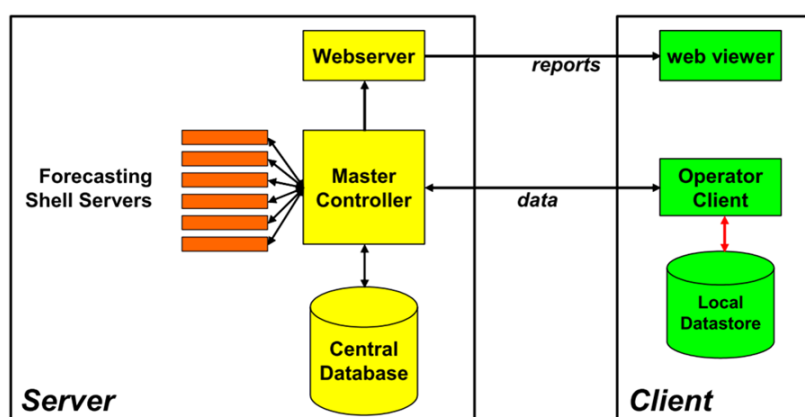 Webserver
reports
web viewer
Forecasting
Shell Servers
Master
Controller
data
Operator
Client
Central
Database
Local
Datastore
Server
Client